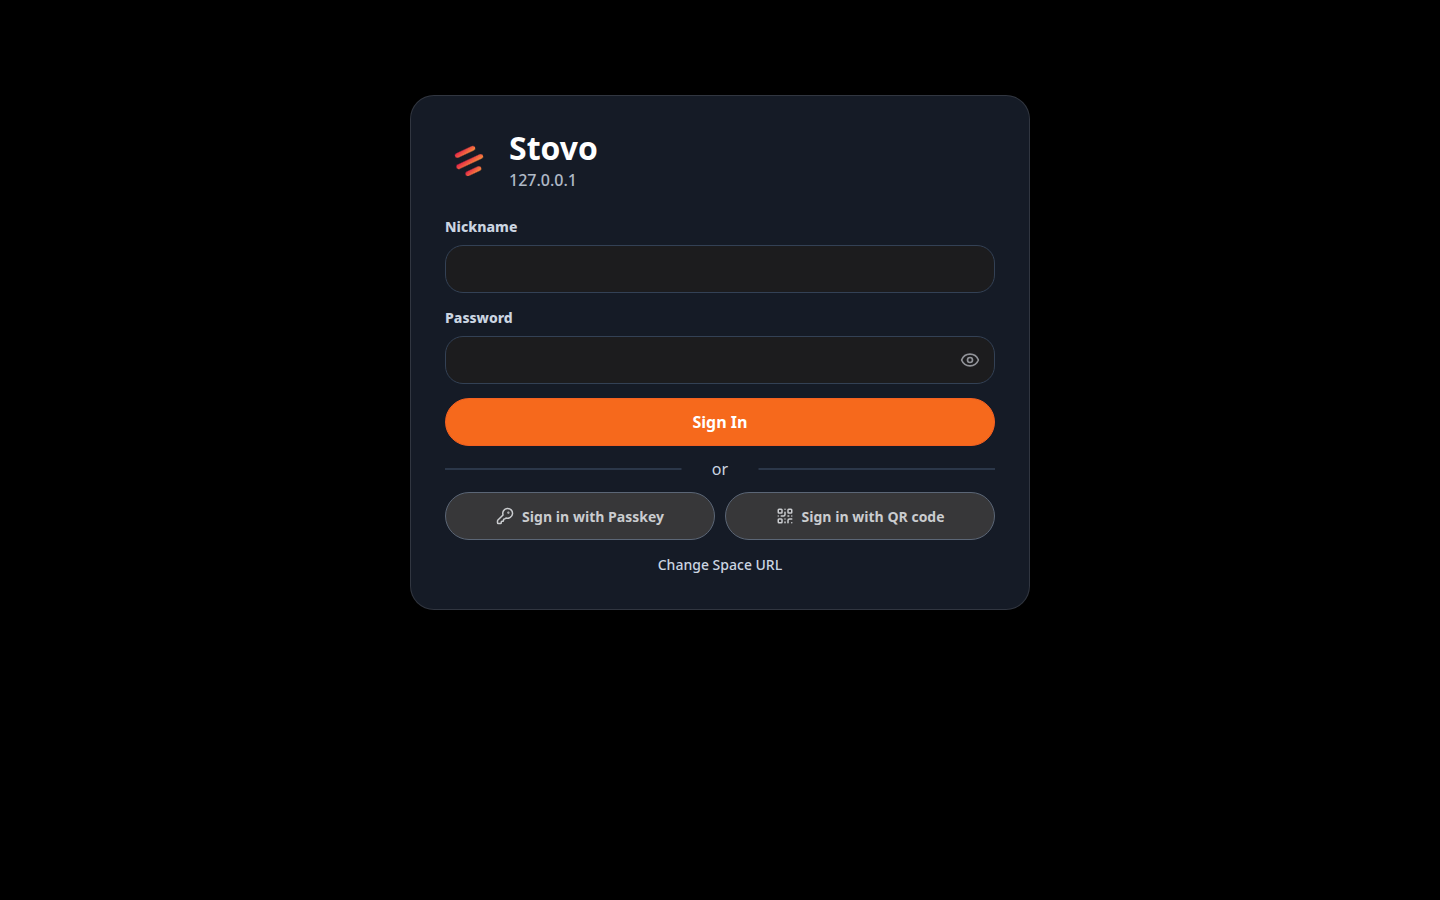 Stovo
127.0.0.1
Nickname
Password
Sign In
or
Sign in with Passkey
Sign in with QR code
Change Space URL